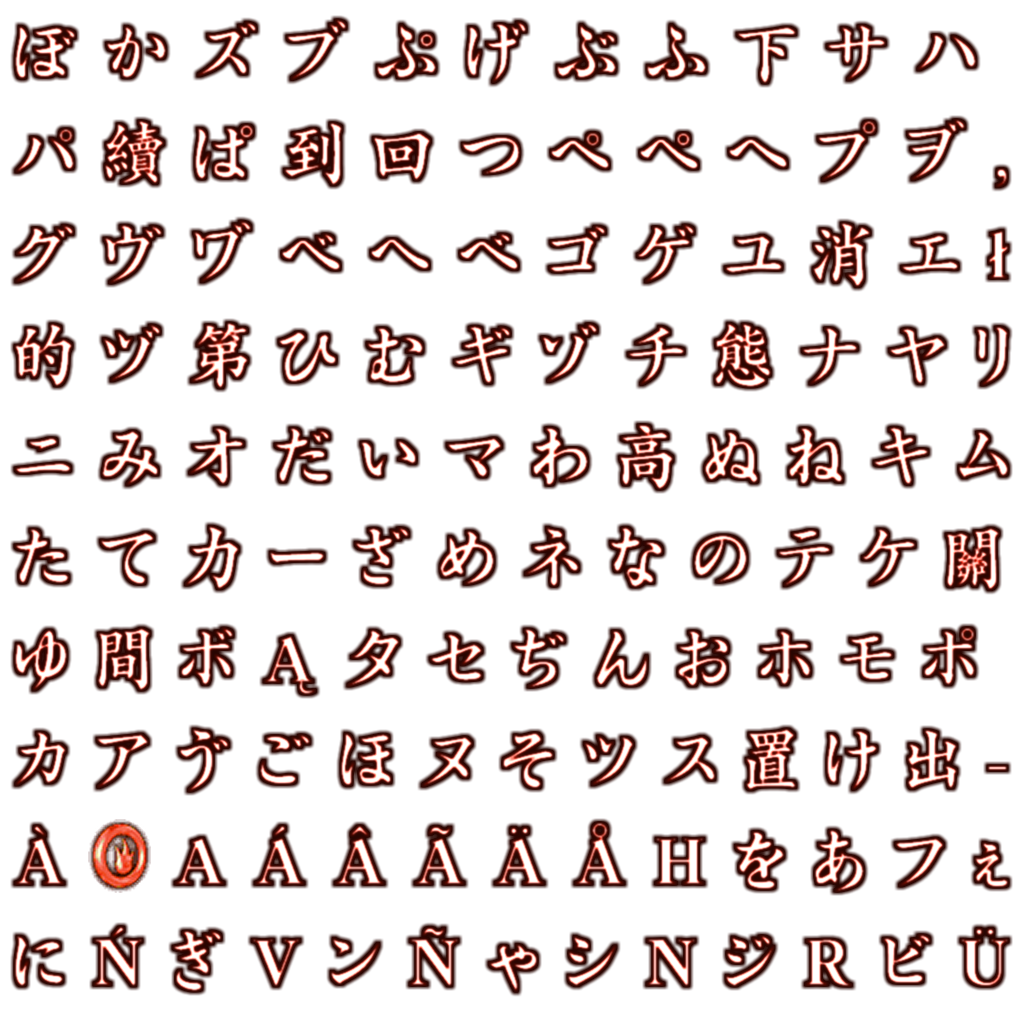 ぼかズブぷげぶふ下サハ
パ續ぱ到回つペぺヘプヺ,
グヴヷベへべゴゲユ消エł
的ヅ第ひむギゾチ態ナヤリ
ニみオだいマわ高ぬねキム
たてカーざめネなのテケ關
ゆ間ボĄタセぢんおホモポ
カアゔごほヌそツス置け出-
ÀAÁÂÃÄÅHをあフぇ
にŃぎVンÑゃシNジRビÜ